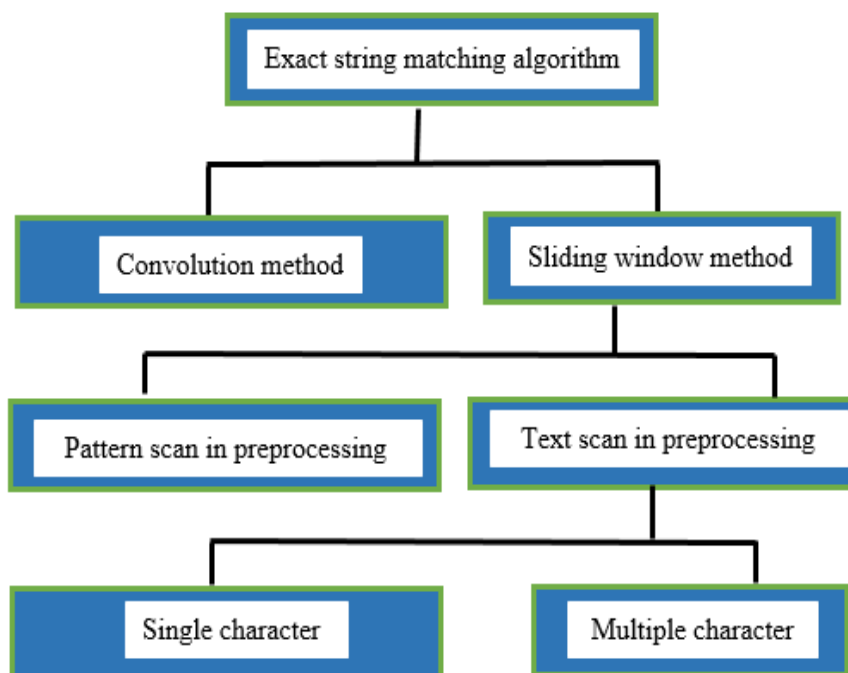 Exact string matching algorithm
Convolution method
Sliding window method
Pattern scan in preprocessing
Text scan in preprocessing
Single character
Multiple character